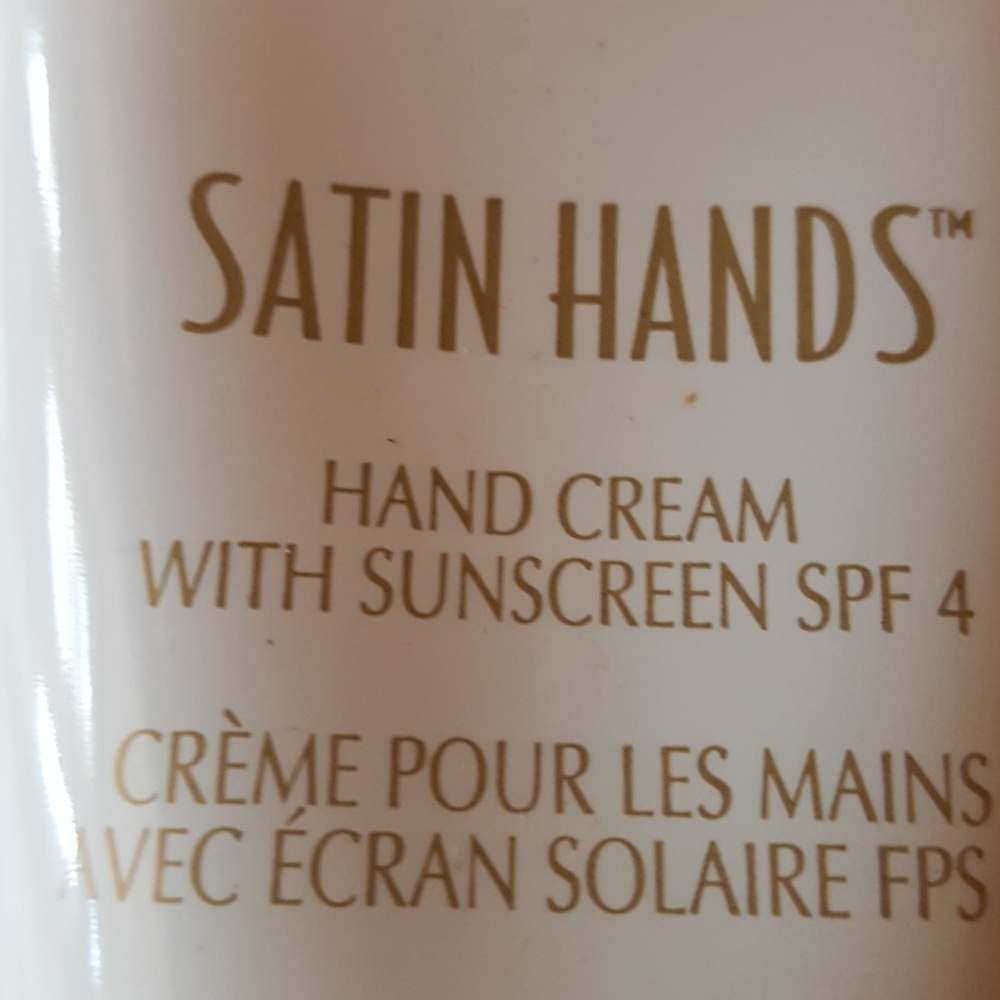 SATIN HANDS™
HAND CREAM
WITH SUNSCREEN SPF 4
CRÈME POUR LES MAINS
AVEC ÉCRAN SOLAIRE FPS